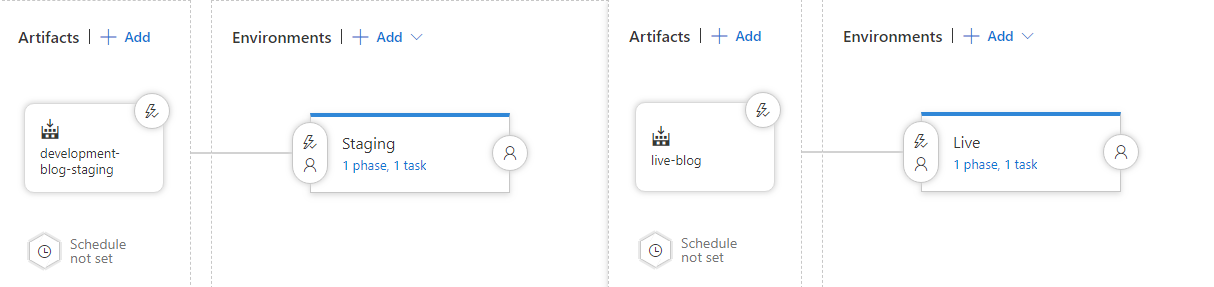 Artifacts | + Add
Environments | + Add
development-
blog-staging
Staging
1 phase, 1 task
Schedule
not set
Artifacts | + Add
Environments | + Add
live-blog
Live
1 phase, 1 task
Schedule
not set